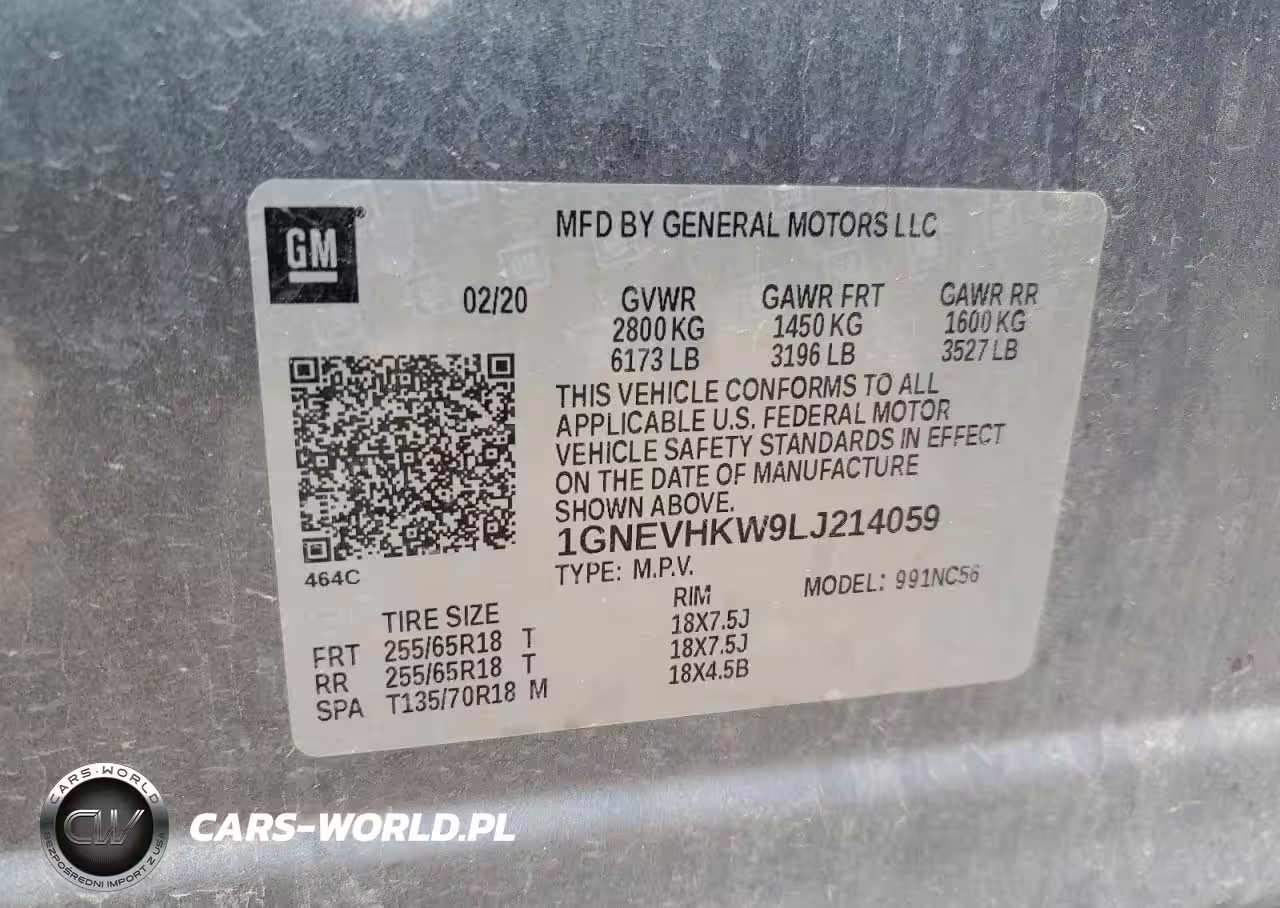 GM
MFD BY GENERAL MOTORS LLC
02/20 GVWR GAWR FRT GAWR RR
2800 KG 1450 KG 1600 KG
6173 LB 3196 LB 3527 LB
THIS VEHICLE CONFORMS TO ALL
APPLICABLE U.S. FEDERAL MOTOR
VEHICLE SAFETY STANDARDS IN EFFECT
ON THE DATE OF MANUFACTURE
SHOWN ABOVE.
1GNEVHKW9LJ214059
464C
TYPE: M.P.V. MODEL: 991NC56
TIRE SIZE RIM
FRT 255/65R18 T 18X7.5J
RR 255/65R18 T 18X7.5J
SPA T135/70R18 M 18X4.5B
CARS-WORLD
CW
BEZPOŚREDNI IMPORT Z USA
CARS-WORLD.PL